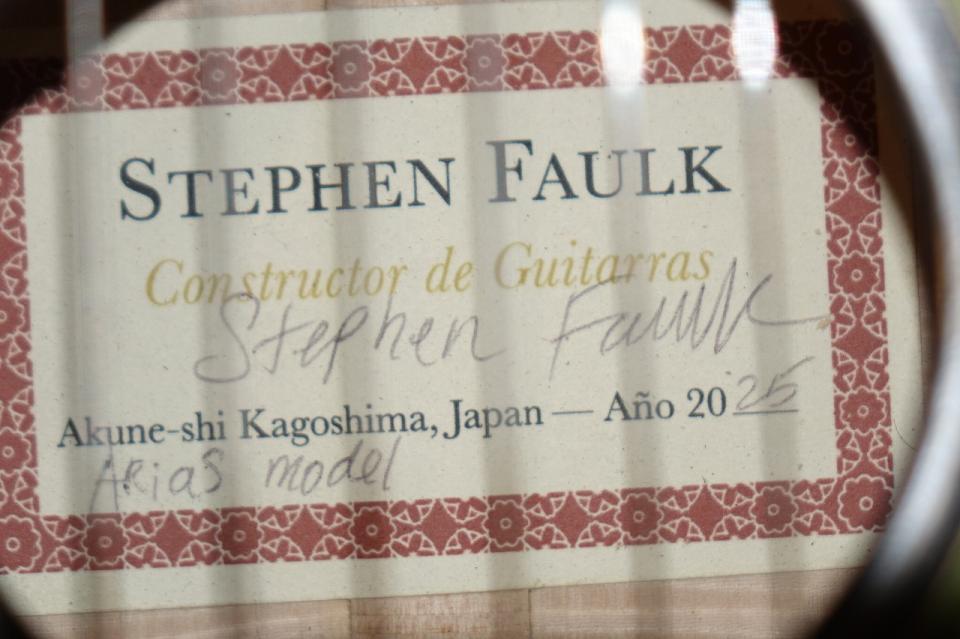 STEPHEN FAULK
Constructor de Guitarras
Stephen Faulk
Akune-shi Kagoshima, Japan — Año 2025
Arias model